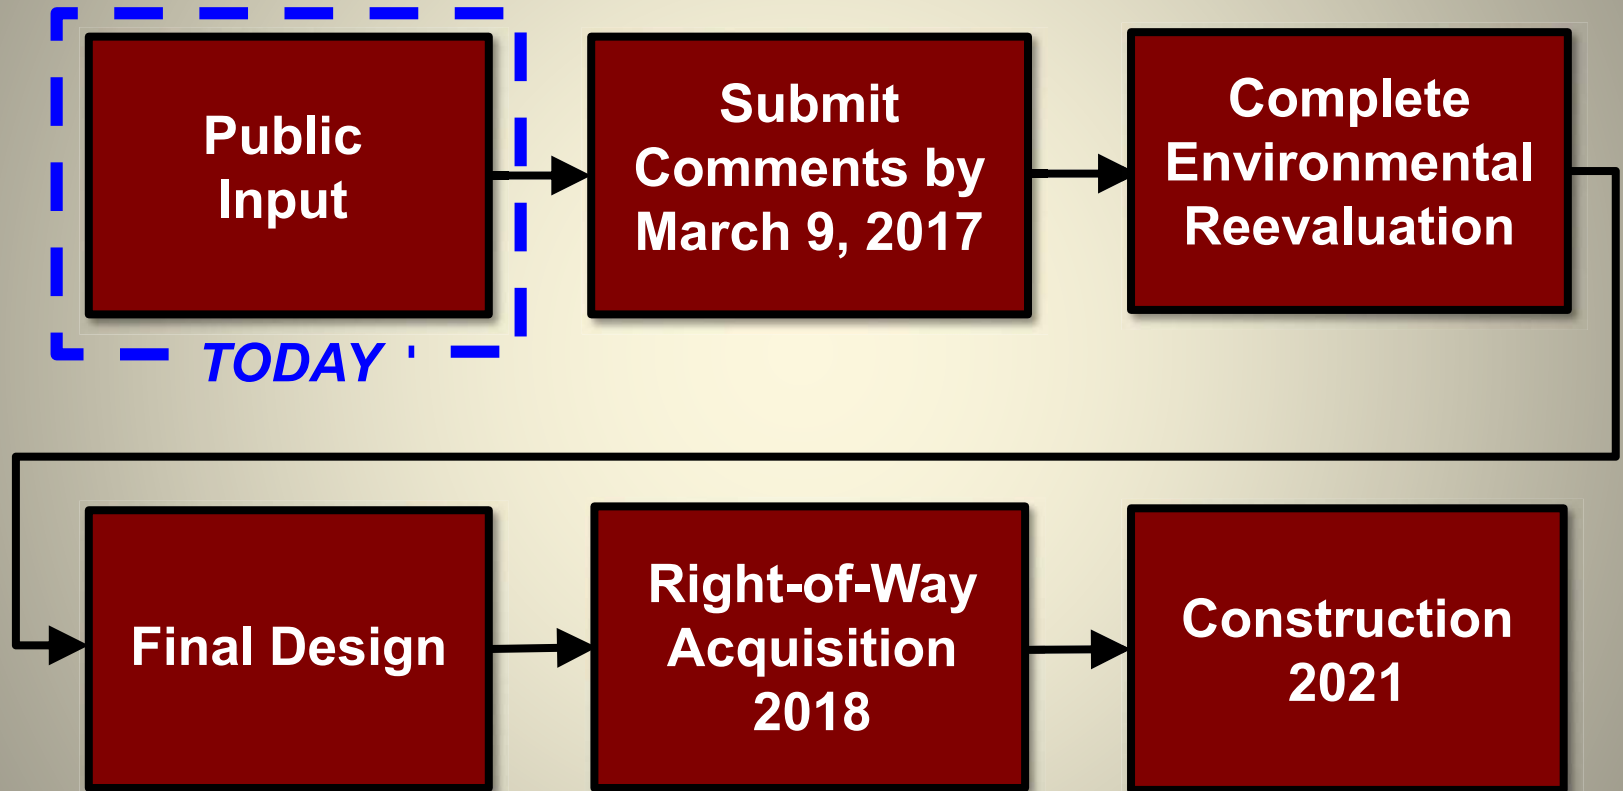 Public
Input
TODAY
Submit
Comments by
March 9, 2017
Complete
Environmental
Reevaluation
Final Design
Right-of-Way
Acquisition
2018
Construction
2021